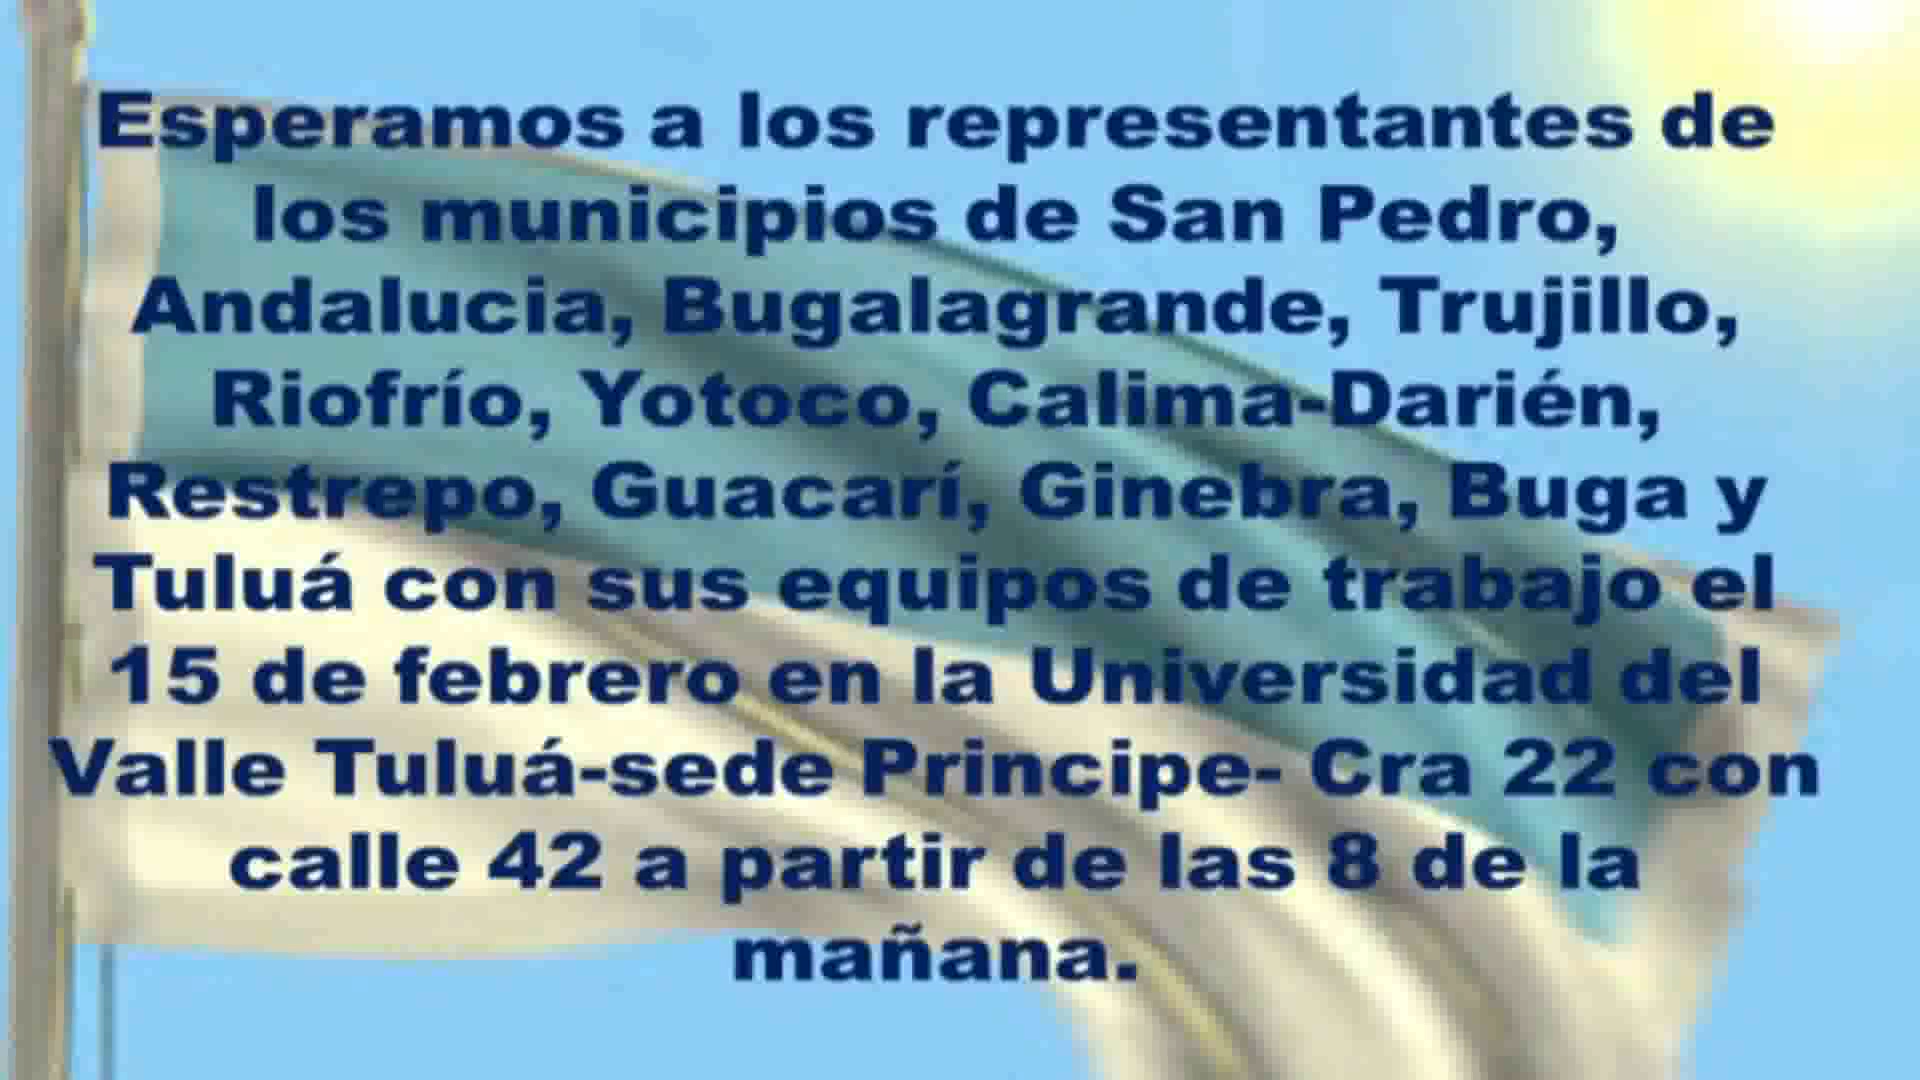 Esperamos a los representantes de
los municipios de San Pedro,
Andalucia, Bugalagrande, Trujillo,
Riofrío, Yotoco, Calima-Darién,
Restrepo, Guacarí, Ginebra, Buga y
Tuluá con sus equipos de trabajo el
15 de febrero en la Universidad del
Valle Tuluá-sede Principe- Cra 22 con
calle 42 a partir de las 8 de la
mañana.